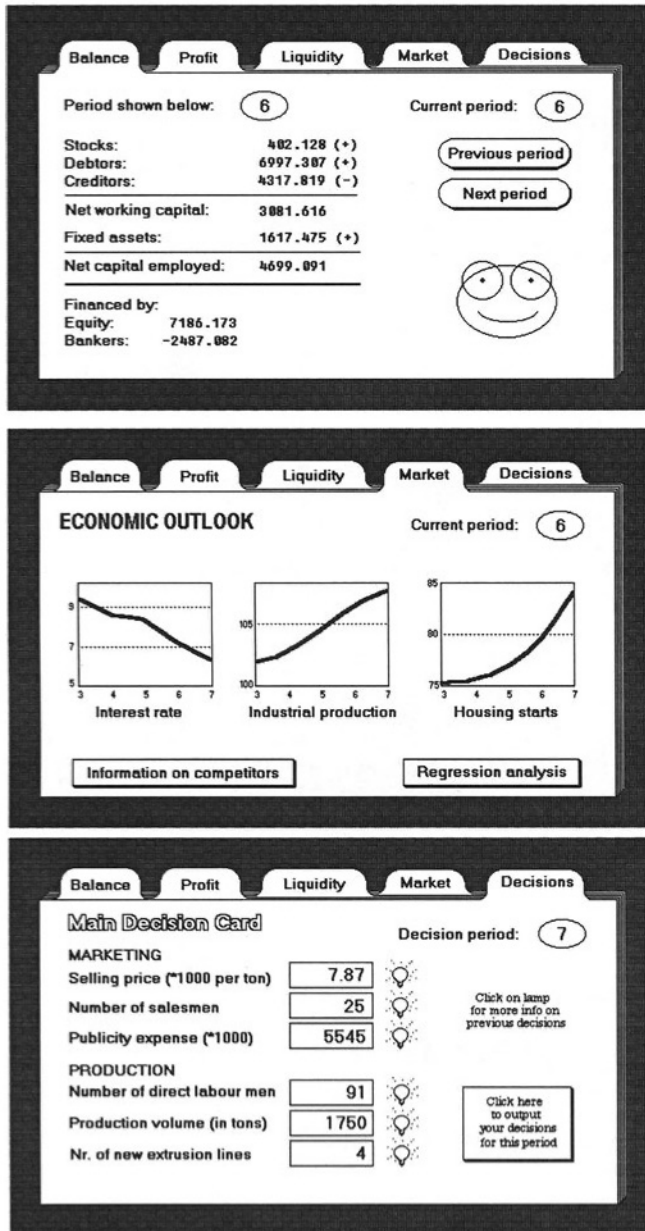 Balance Profit Liquidity Market Decisions
Period shown below: 6 Current period: 6
Stocks: 402.128 (+)
Debtors: 6997.307 (+)
Creditors: 4317.819 (-)
Previous period
Next period
Net working capital: 3081.616
Fixed assets: 1617.475 (+)
Net capital employed: 4699.091
Financed by:
Equity: 7186.173
Bankers: -2487.082
Balance Profit Liquidity Market Decisions
ECONOMIC OUTLOOK Current period: 6
9
7
5
3 4 5 6 7
Interest rate
105
100
3 4 5 6 7
Industrial production
85
80
75
3 4 5 6 7
Housing starts
Information on competitors Regression analysis
Balance Profit Liquidity Market Decisions
Main Decision Card Decision period: 7
MARKETING
Selling price (*1000 per ton) 7.87
Number of salesmen 25
Publicity expense (*1000) 5545
Click on lamp
for more info on
previous decisions
PRODUCTION
Number of direct labour men 91
Production volume (in tons) 1750
Nr. of new extrusion lines 4
Click here
to output
your decisions
for this period